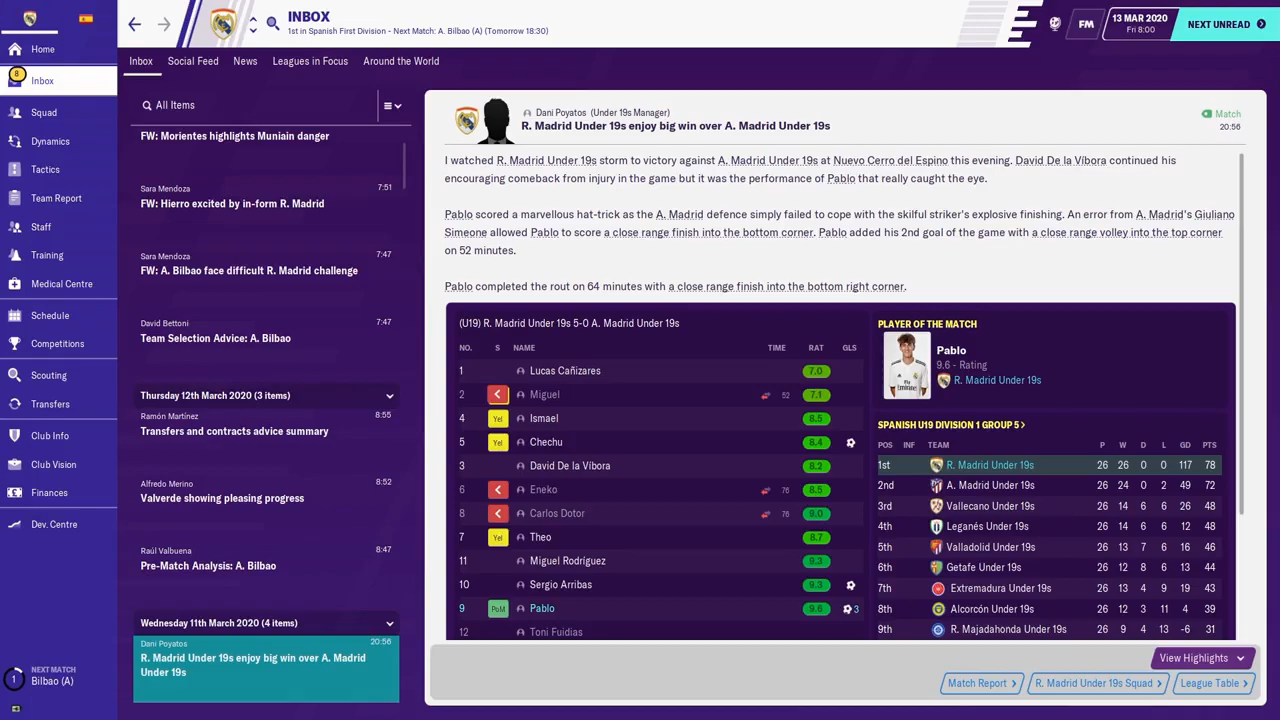 INBOX
1st in Spanish First Division - Next Match: A. Bilbao (A) (Tomorrow 18:30)
FM
13 MAR 2020
Fri 8:00
NEXT UNREAD
Home
8
Inbox
Squad
Dynamics
Tactics
Team Report
Staff
Training
Medical Centre
Schedule
Competitions
Scouting
Transfers
Club Info
Club Vision
Finances
Dev. Centre
1
NEXT MATCH
Bilbao (A)
Inbox Social Feed News Leagues in Focus Around the World
All Items
FW: Morientes highlights Muniain danger
Sara Mendoza 7:51
FW: Hierro excited by in-form R. Madrid
Sara Mendoza 7:47
FW: A. Bilbao face difficult R. Madrid challenge
David Bettoni 7:47
Team Selection Advice: A. Bilbao
Thursday 12th March 2020 (3 items)
Ramón Martínez 8:55
Transfers and contracts advice summary
Alfredo Merino 8:52
Valverde showing pleasing progress
Raúl Valbuena 8:47
Pre-Match Analysis: A. Bilbao
Wednesday 11th March 2020 (4 items)
Dani Poyatos 20:56
R. Madrid Under 19s enjoy big win over A. Madrid
Under 19s
Dani Poyatos (Under 19s Manager)
R. Madrid Under 19s enjoy big win over A. Madrid Under 19s
Match
20:56
I watched R. Madrid Under 19s storm to victory against A. Madrid Under 19s at Nuevo Cerro del Espino this evening. David De la Víbora continued his
encouraging comeback from injury in the game but it was the performance of Pablo that really caught the eye.
Pablo scored a marvellous hat-trick as the A. Madrid defence simply failed to cope with the skilful striker's explosive finishing. An error from A. Madrid's Giuliano
Simeone allowed Pablo to score a close range finish into the bottom corner. Pablo added his 2nd goal of the game with a close range volley into the top corner
on 52 minutes.
Pablo completed the rout on 64 minutes with a close range finish into the bottom right corner.
(U19) R. Madrid Under 19s 5-0 A. Madrid Under 19s
NO. S NAME TIME RAT GLS
1 Lucas Cañizares 7.0
2 Miguel 52 7.1
4 Yel Ismael 8.5
5 Yel Chechu 8.4
3 David De la Víbora 8.2
6 Eneko 76 8.5
8 Carlos Dotor 76 9.0
7 Yel Theo 8.7
11 Miguel Rodríguez 9.3
10 Sergio Arribas 9.3
9 PoM Pablo 9.6 3
12 Toni Fuidias
PLAYER OF THE MATCH
Pablo
9.6 - Rating
R. Madrid Under 19s
SPANISH U19 DIVISION 1 GROUP 5 >
POS INF TEAM P W D L GD PTS
1st R. Madrid Under 19s 26 26 0 0 117 78
2nd A. Madrid Under 19s 26 24 0 2 49 72
3rd Vallecano Under 19s 26 14 6 6 26 48
4th Leganés Under 19s 26 14 6 6 12 48
5th Valladolid Under 19s 26 13 7 6 16 46
6th Getafe Under 19s 26 12 8 6 13 44
7th Extremadura Under 19s 26 13 4 9 19 43
8th Alcorcón Under 19s 26 12 3 11 4 39
9th R. Majadahonda Under 19s 26 9 4 13 -6 31
View Highlights
Match Report > R. Madrid Under 19s Squad > League Table >